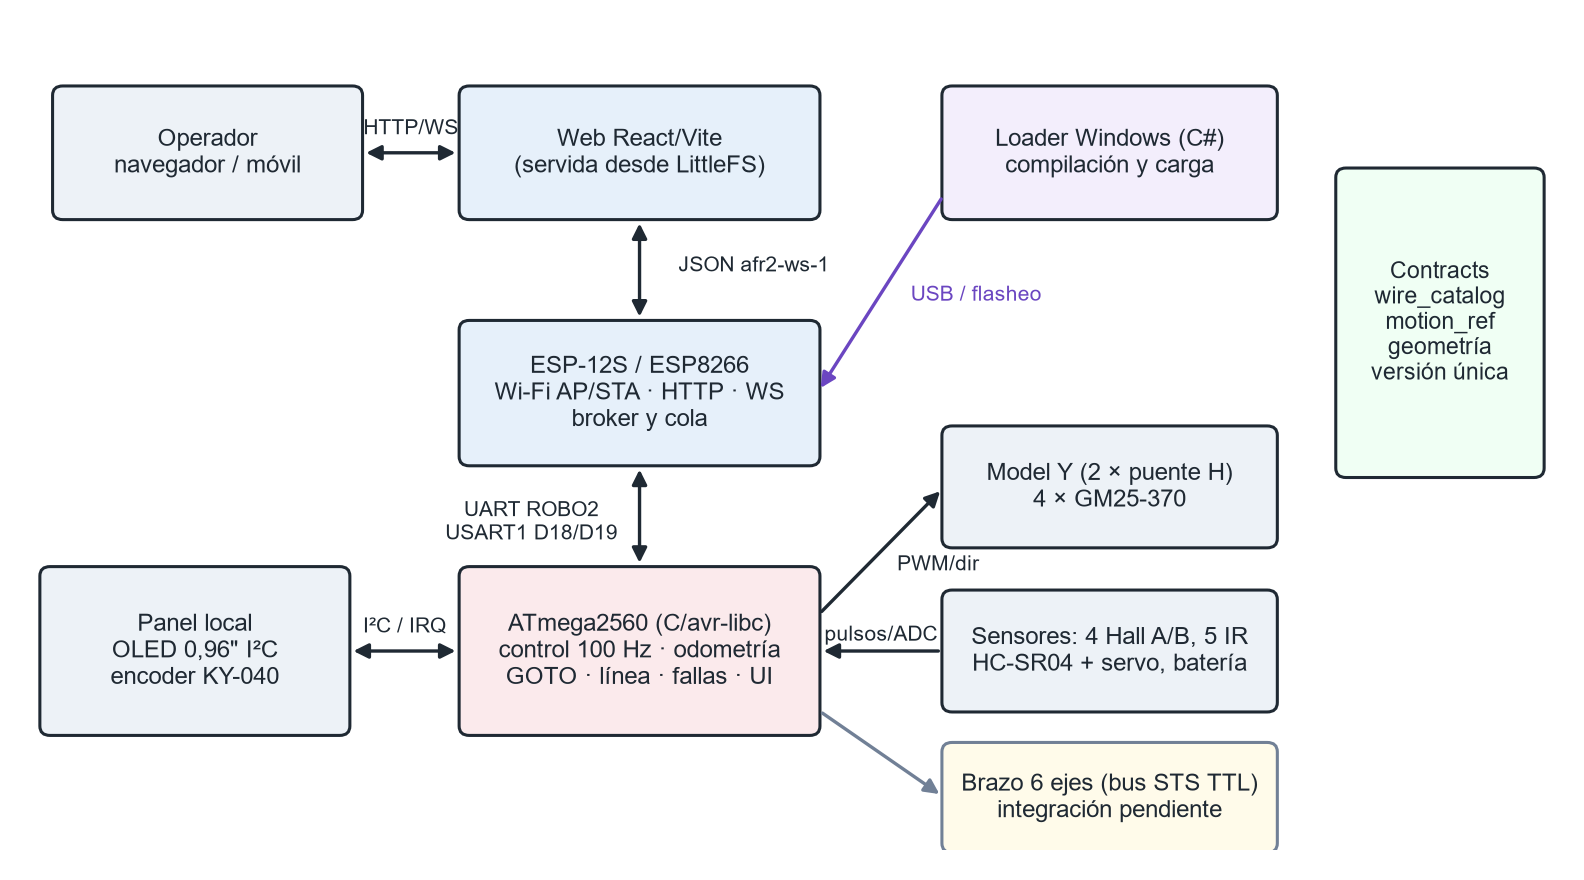 Operador
navegador / móvil
HTTP/WS
Web React/Vite
(servida desde LittleFS)
Loader Windows (C#)
compilación y carga
JSON afr2-ws-1
USB / flasheo
Contracts
wire_catalog
motion_ref
geometría
versión única
ESP-12S / ESP8266
Wi-Fi AP/STA · HTTP · WS
broker y cola
UART ROBO2
USART1 D18/D19
Model Y (2 × puente H)
4 × GM25-370
PWM/dir
Panel local
OLED 0,96" I²C
encoder KY-040
I²C / IRQ
ATmega2560 (C/avr-libc)
control 100 Hz · odometría
GOTO · línea · fallas · UI
pulsos/ADC
Sensores: 4 Hall A/B, 5 IR
HC-SR04 + servo, batería
Brazo 6 ejes (bus STS TTL)
integración pendiente